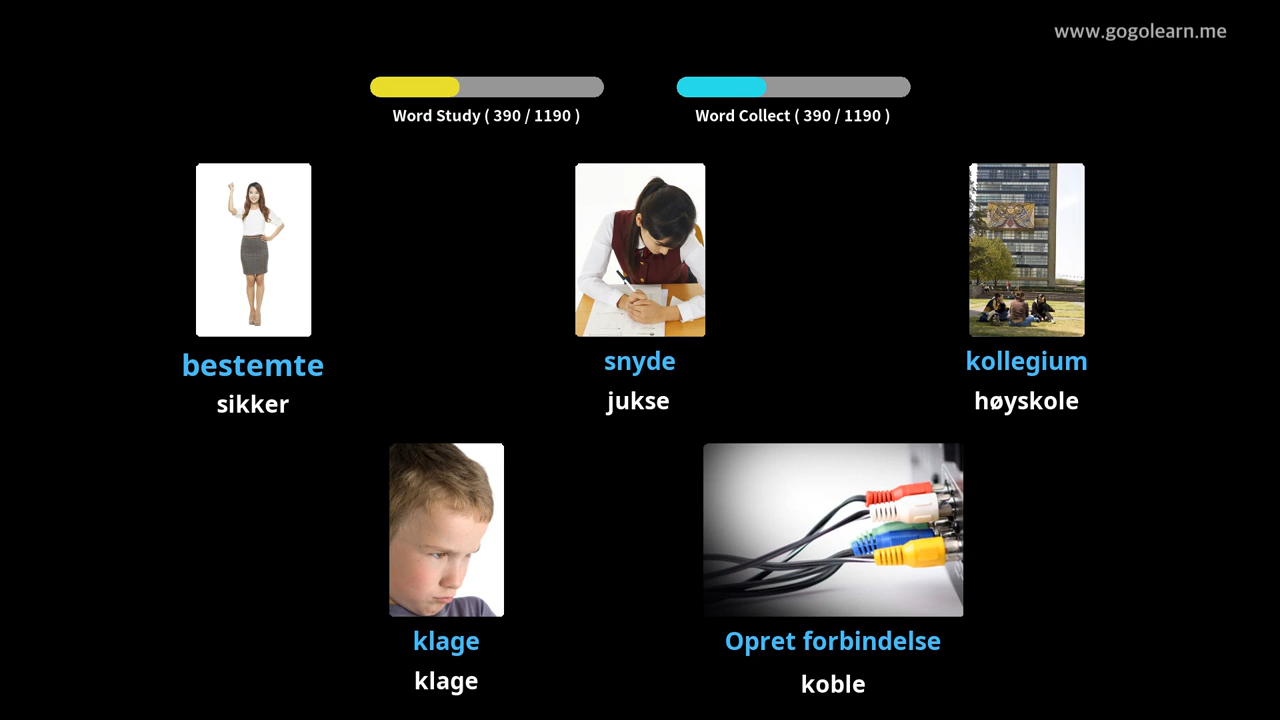 www.gogolearn.me
Word Study ( 390 / 1190 )
Word Collect ( 390 / 1190 )
bestemte
sikker
snyde
jukse
kollegium
høyskole
klage
klage
Opret forbindelse
koble